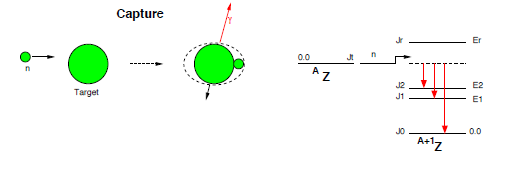 Capture
γ
n
Target
Jr Er
0.0 Jt n
A Z
J2 E2
J1 E1
J0 0.0
A+1 Z